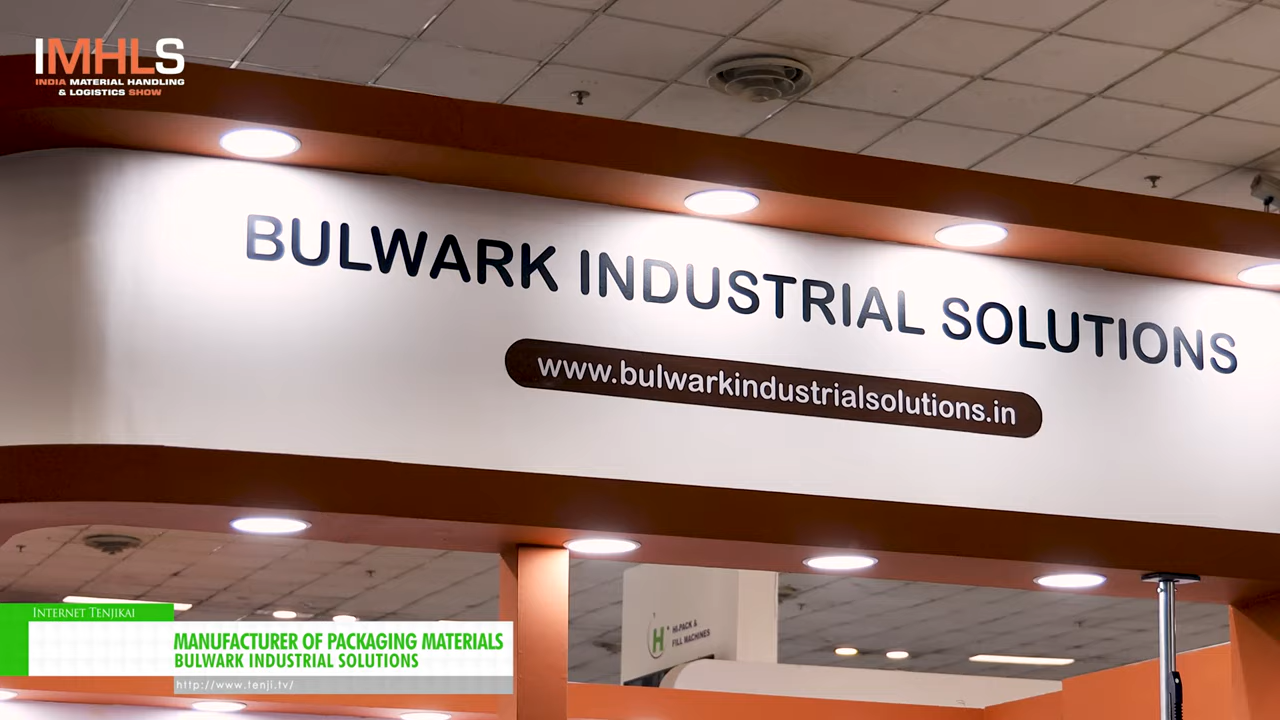 IMHLS
INDIA MATERIAL HANDLING
& LOGISTICS SHOW
BULWARK INDUSTRIAL SOLUTIONS
www.bulwarkindustrialsolutions.in
H+
HI-PACK &
FILL MACHINES
INTERNET TENJIKAI
MANUFACTURER OF PACKAGING MATERIALS
BULWARK INDUSTRIAL SOLUTIONS
http://www.tenji.tv/